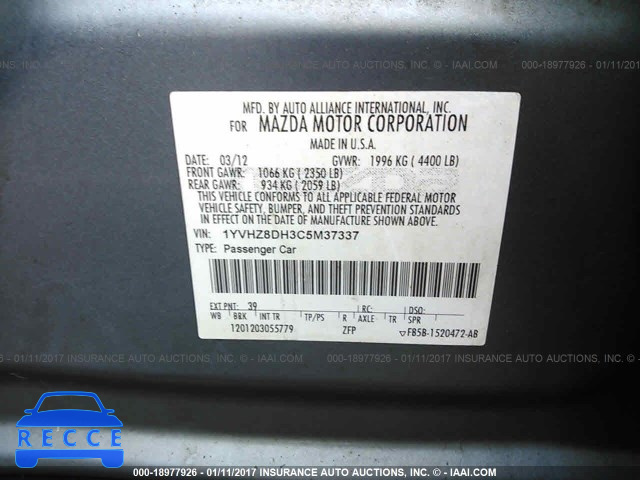 000-18977926 - 01/11/2017 INSURANCE AUTO AUCTIONS, INC. - © - IAAI.COM
MFD. BY AUTO ALLIANCE INTERNATIONAL, INC.
FOR MAZDA MOTOR CORPORATION
MADE IN U.S.A.
DATE: 03/12 GVWR: 1996 KG ( 4400 LB)
FRONT GAWR: 1066 KG ( 2350 LB)
REAR GAWR: 934 KG ( 2059 LB)
THIS VEHICLE CONFORMS TO ALL APPLICABLE FEDERAL MOTOR
VEHICLE SAFETY, BUMPER, AND THEFT PREVENTION STANDARDS
IN EFFECT ON THE DATE OF MANUFACTURE SHOWN ABOVE.
VIN: 1YVHZ8DH3C5M37337
TYPE: Passenger Car
EXT PNT: 39 RC: DSO:
WB BRK INT TR TP/PS R AXLE TR SPR
1201203055779 ZFP FB5B-1520472-AB
RECCE
000-18977926 - 01/11/2017 INSURANCE AUTO AUCTIONS, INC. - © - IAAI.COM